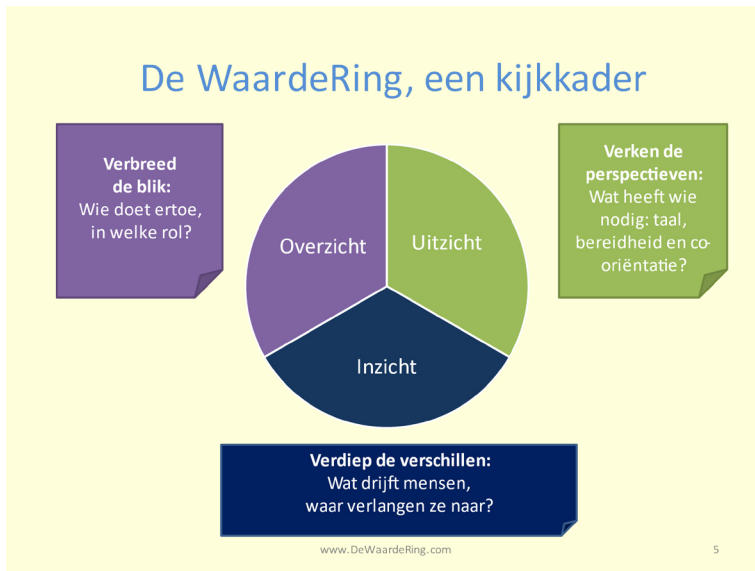 De WaardeRing, een kijkkader
Verbreed
de blik:
Wie doet ertoe,
in welke rol?
Overzicht
Uitzicht
Inzicht
Verken de
perspectieven:
Wat heeft wie
nodig: taal,
bereidheid en co-
oriëntatie?
Verdiep de verschillen:
Wat drijft mensen,
waar verlangen ze naar?
www.DeWaardeRing.com
5